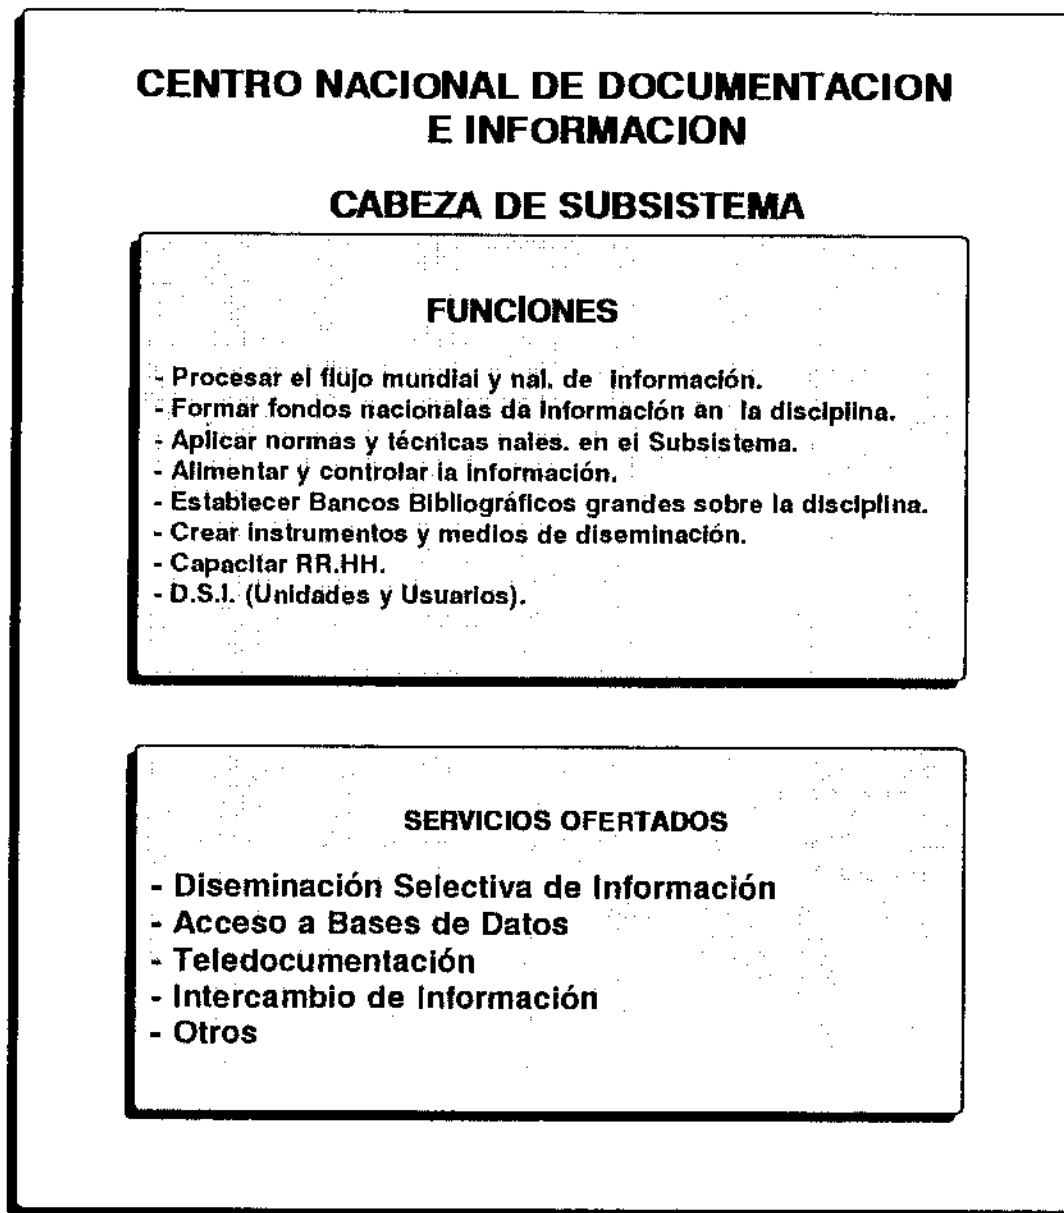 CENTRO NACIONAL DE DOCUMENTACION
E INFORMACION
CABEZA DE SUBSISTEMA
FUNCIONES
- Procesar el flujo mundial y nal. de información.
- Formar fondos nacionalas da información an la disciplina.
- Aplicar normas y técnicas nales. en el Subsistema.
- Alimentar y controlar la información.
- Establecer Bancos Bibliográficos grandes sobre la disciplina.
- Crear instrumentos y medios de diseminación.
- Capacitar RR.HH.
- D.S.I. (Unidades y Usuarios).
SERVICIOS OFERTADOS
- Diseminación Selectiva de Información
- Acceso a Bases de Datos
- Teledocumentación
- Intercambio de Información
- Otros